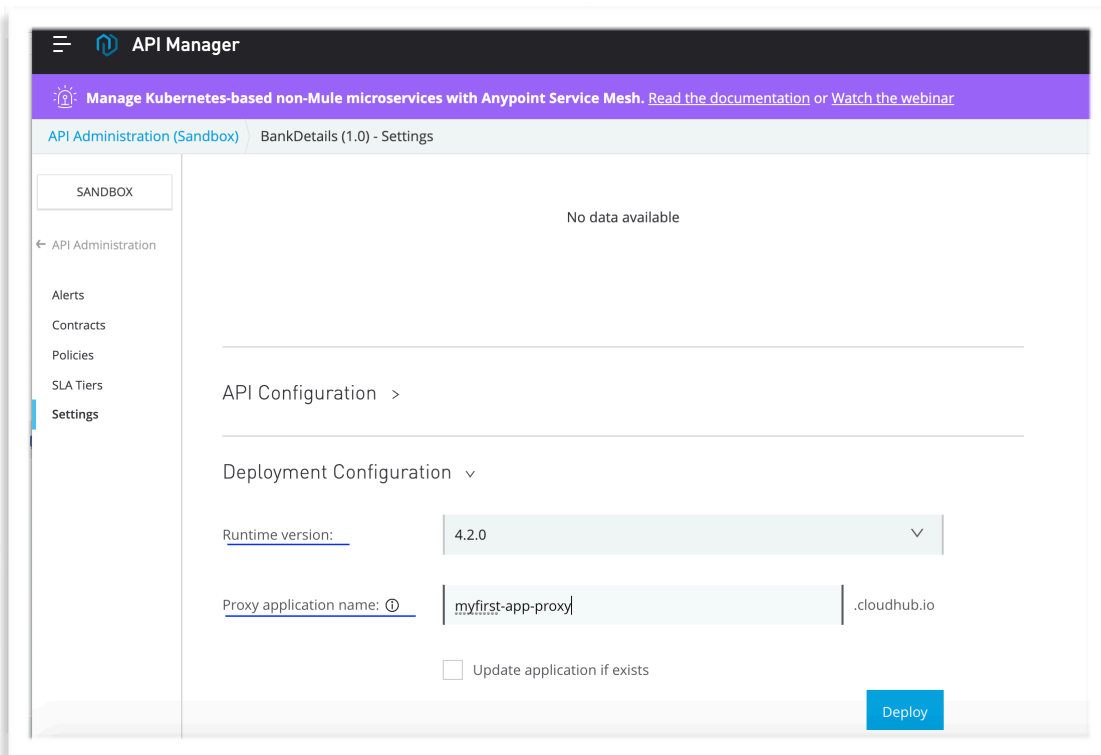 API Manager
Manage Kubernetes-based non-Mule microservices with Anypoint Service Mesh. Read the documentation or Watch the webinar
API Administration (Sandbox) BankDetails (1.0) - Settings
SANDBOX
No data available
← API Administration
Alerts
Contracts
Policies
SLA Tiers
Settings
API Configuration >
Deployment Configuration
Runtime version: 4.2.0
Proxy application name: myfirst-app-proxy .cloudhub.io
Update application if exists
Deploy